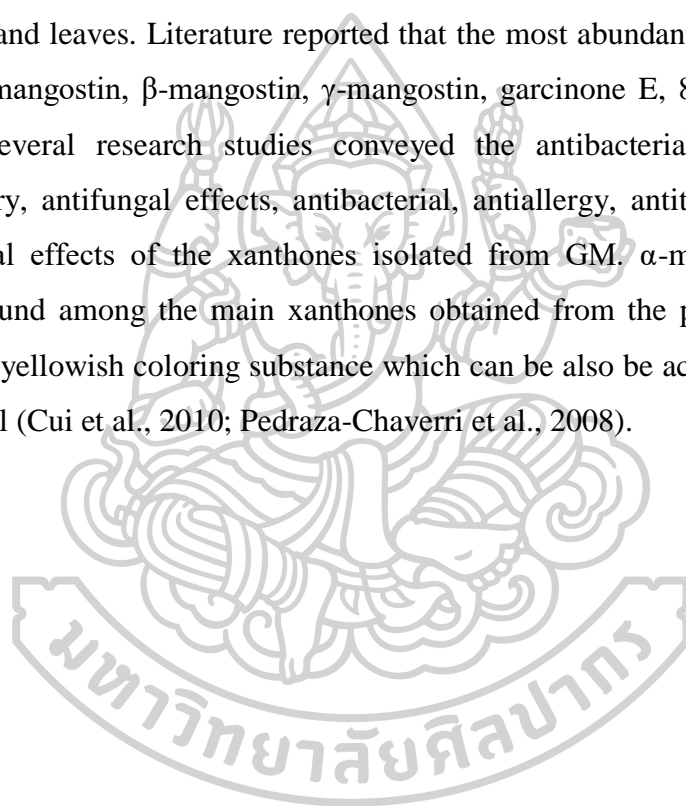 and leaves. Literature reported that the most abundan
mangostin, β-mangostin, γ-mangostin, garcinone E, 8
everal research studies conveyed the antibacteria
ry, antifungal effects, antibacterial, antiallergy, antit
al effects of the xanthones isolated from GM. α-m
ound among the main xanthones obtained from the p
yellowish coloring substance which can be also be ac
l (Cui et al., 2010; Pedraza-Chaverri et al., 2008).
มหาวิทยาลัยศิลปากร